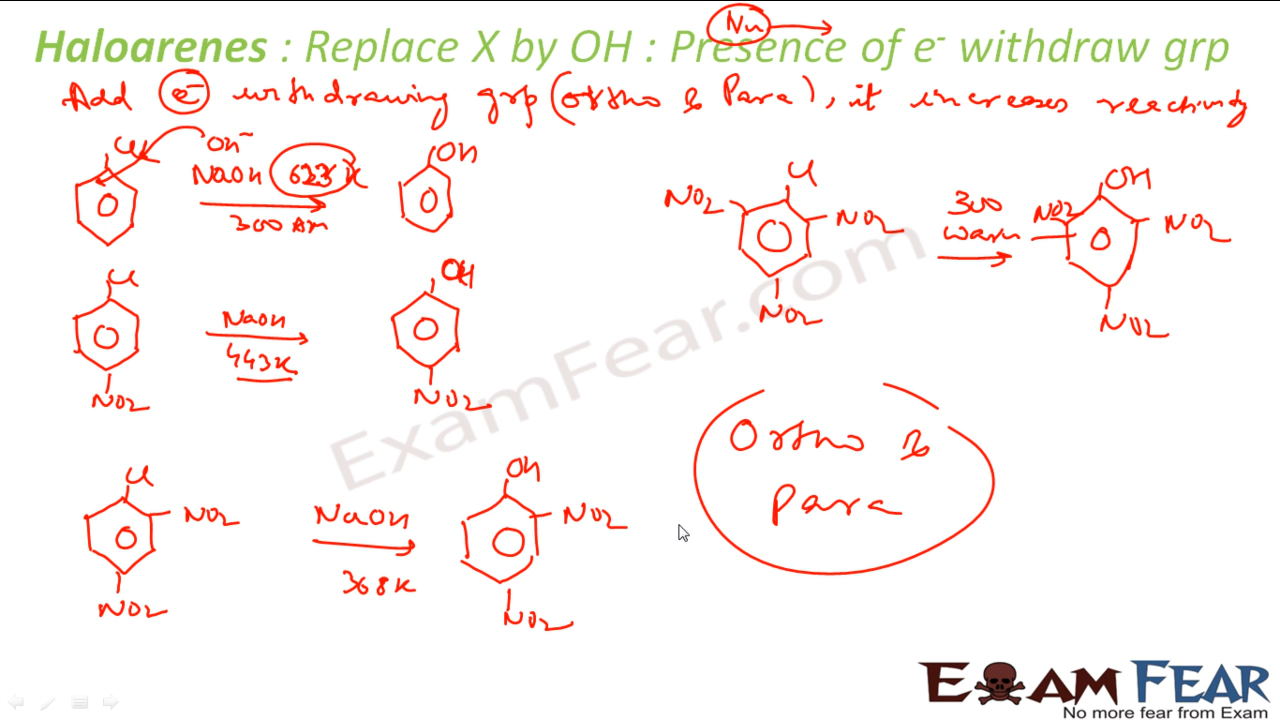 Nu
Haloarenes : Replace X by OH : Presence of e- withdraw grp
Add e- withdrawing grp (ortho & Para), it increases reactivity
Cl OH-
NaOH 623 K
300 Atm
OH
Cl
NO2 NO2
NO2
300
warm
OH
NO2 NO2
NO2
Cl
NaOH
443K
NO2
OH
NO2
Ortho &
Para
Cl
NO2
NO2
NaOH
368K
OH
NO2
NO2
ExamFear.com
EXAM FEAR
No more fear from Exam